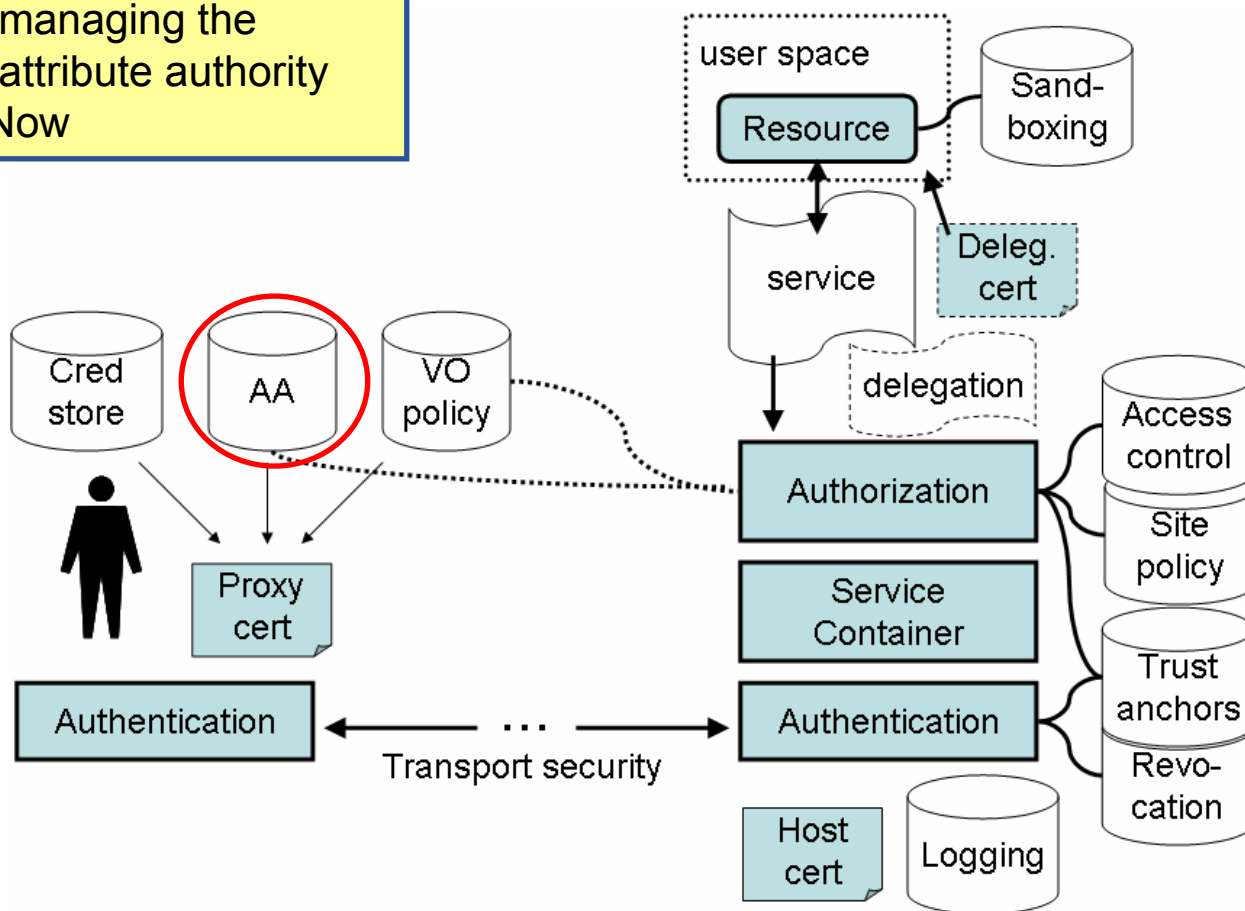 managing the
attribute authority
Now
user space
Resource
Sand-
boxing
service
Deleg.
cert
delegation
Cred
store
AA
VO
policy
Proxy
cert
Authentication
...
Transport security
Authorization
Service
Container
Authentication
Access
control
Site
policy
Trust
anchors
Revo-
cation
Host
cert
Logging